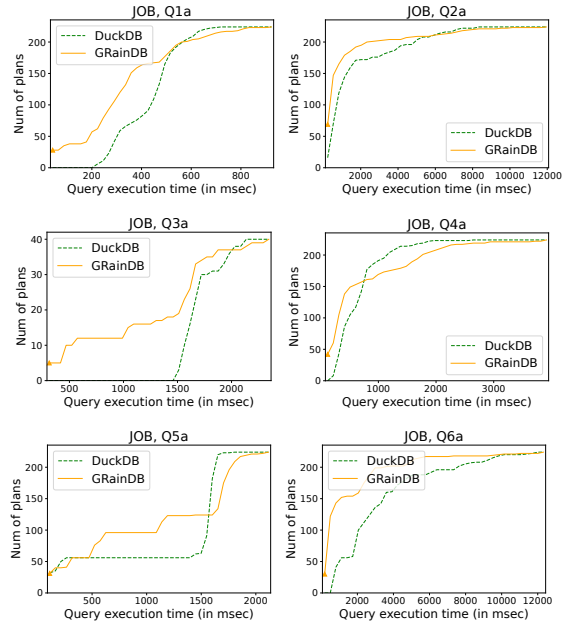 JOB, Q1a
Num of plans
200
150
100
50
0
DuckDB
GRainDB
200 400 600 800
Query execution time (in msec)
JOB, Q2a
Num of plans
200
150
100
50
0
DuckDB
GRainDB
0 2000 4000 6000 8000 10000 12000
Query execution time (in msec)
JOB, Q3a
Num of plans
40
30
20
10
0
DuckDB
GRainDB
500 1000 1500 2000
Query execution time (in msec)
JOB, Q4a
Num of plans
200
150
100
50
0
DuckDB
GRainDB
1000 2000 3000
Query execution time (in msec)
JOB, Q5a
Num of plans
200
150
100
50
0
DuckDB
GRainDB
500 1000 1500 2000
Query execution time (in msec)
JOB, Q6a
Num of plans
200
150
100
50
0
DuckDB
GRainDB
0 2000 4000 6000 8000 10000 12000
Query execution time (in msec)